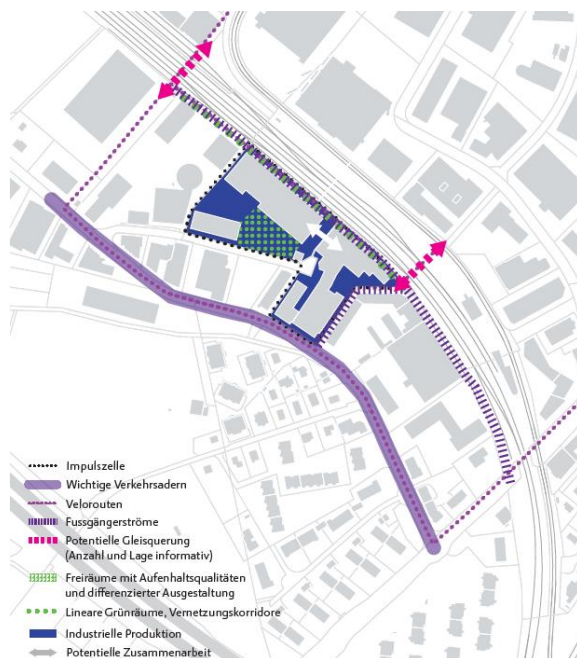 Impulszelle
Wichtige Verkehrsadern
Velorouten
Fussgängerströme
Potentielle Gleisquerung
(Anzahl und Lage informativ)
Freiräume mit Aufenhaltsqualitäten
und differenzierter Ausgestaltung
Lineare Grünräume, Vernetzungskorridore
Industrielle Produktion
Potentielle Zusammenarbeit